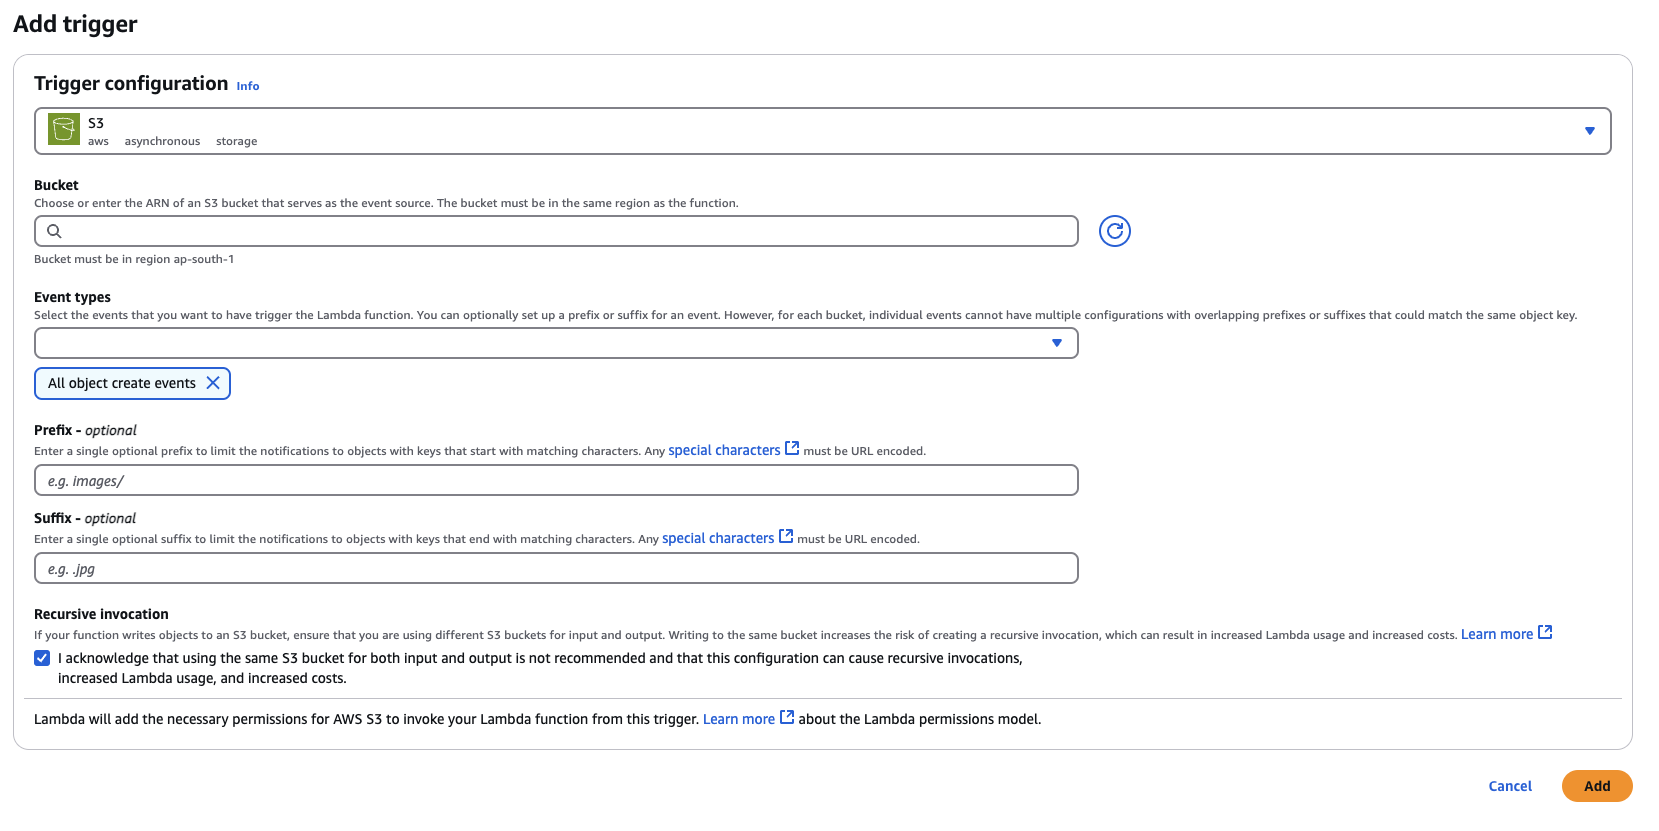 Add trigger
Trigger configuration Info
S3
aws asynchronous storage
Bucket
Choose or enter the ARN of an S3 bucket that serves as the event source. The bucket must be in the same region as the function.
Bucket must be in region ap-south-1
Event types
Select the events that you want to have trigger the Lambda function. You can optionally set up a prefix or suffix for an event. However, for each bucket, individual events cannot have multiple configurations with overlapping prefixes or suffixes that could match the same object key.
All object create events
Prefix - optional
Enter a single optional prefix to limit the notifications to objects with keys that start with matching characters. Any special characters must be URL encoded.
e.g. images/
Suffix - optional
Enter a single optional suffix to limit the notifications to objects with keys that end with matching characters. Any special characters must be URL encoded.
e.g. .jpg
Recursive invocation
If your function writes objects to an S3 bucket, ensure that you are using different S3 buckets for input and output. Writing to the same bucket increases the risk of creating a recursive invocation, which can result in increased Lambda usage and increased costs. Learn more
I acknowledge that using the same S3 bucket for both input and output is not recommended and that this configuration can cause recursive invocations,
increased Lambda usage, and increased costs.
Lambda will add the necessary permissions for AWS S3 to invoke your Lambda function from this trigger. Learn more about the Lambda permissions model.
Cancel Add